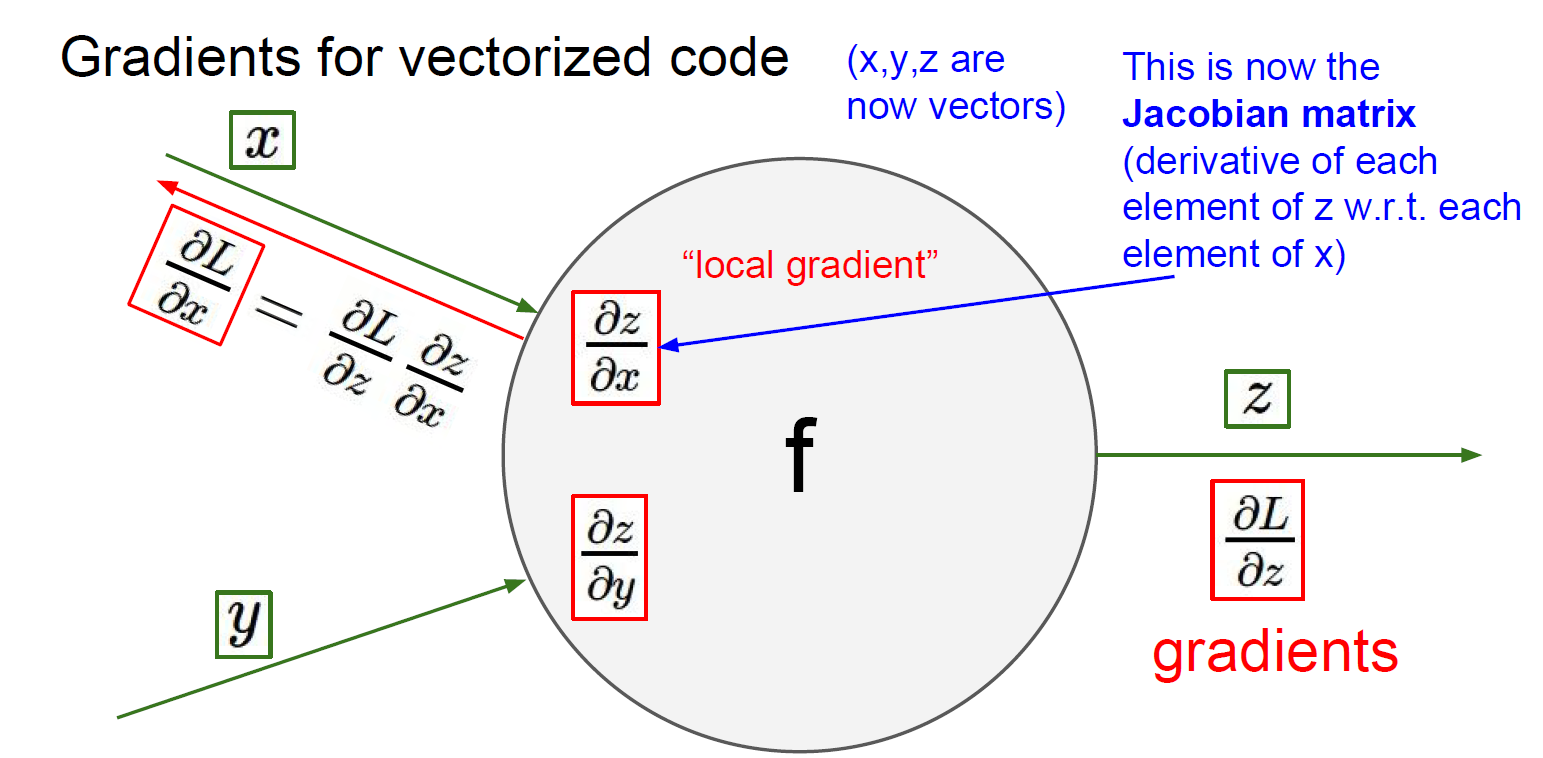 Gradients for vectorized code
(x,y,z are
now vectors)
This is now the
Jacobian matrix
(derivative of each
element of z w.r.t. each
element of x)
x
∂L/∂x = ∂L/∂z ∂z/∂x
“local gradient”
∂z/∂x
f
z
∂z/∂y
∂L/∂z
y
gradients